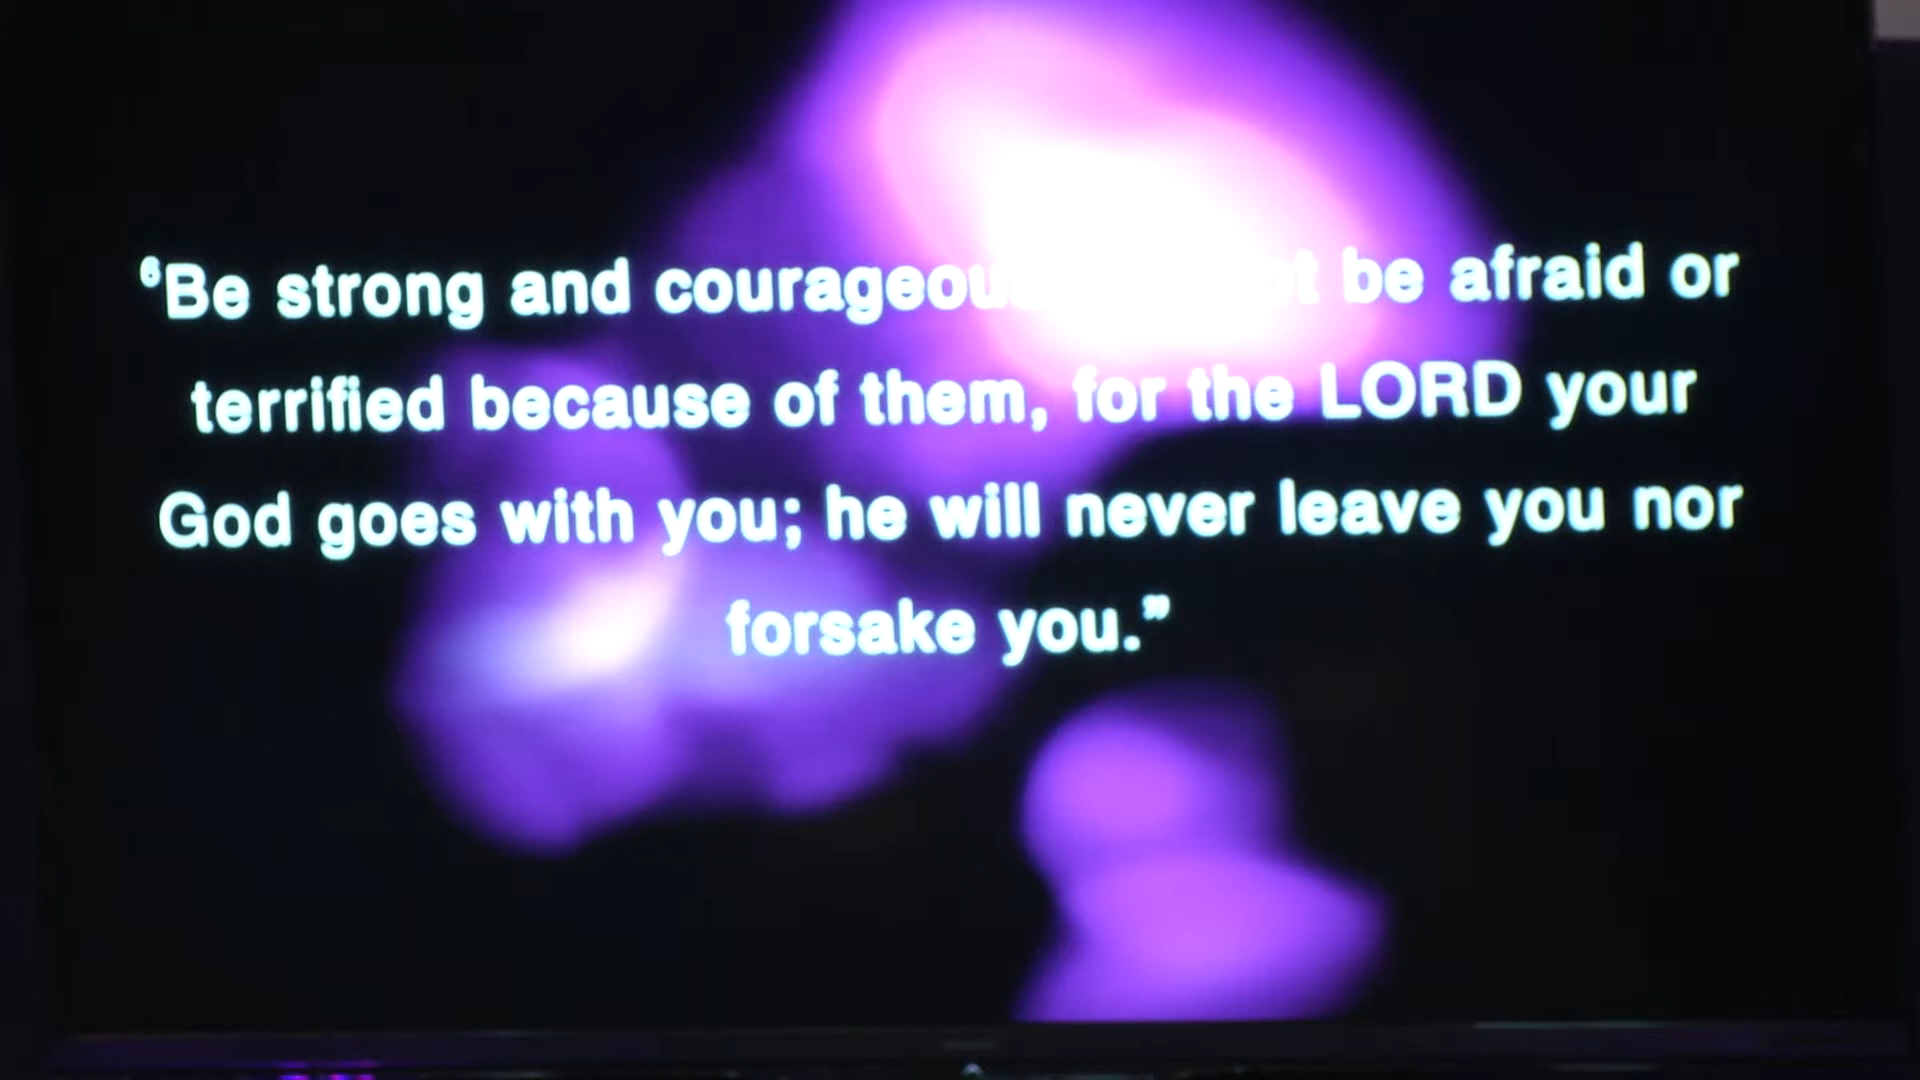 ⁶Be strong and courageou be afraid or
terrified because of them, for the LORD your
God goes with you; he will never leave you nor
forsake you.”